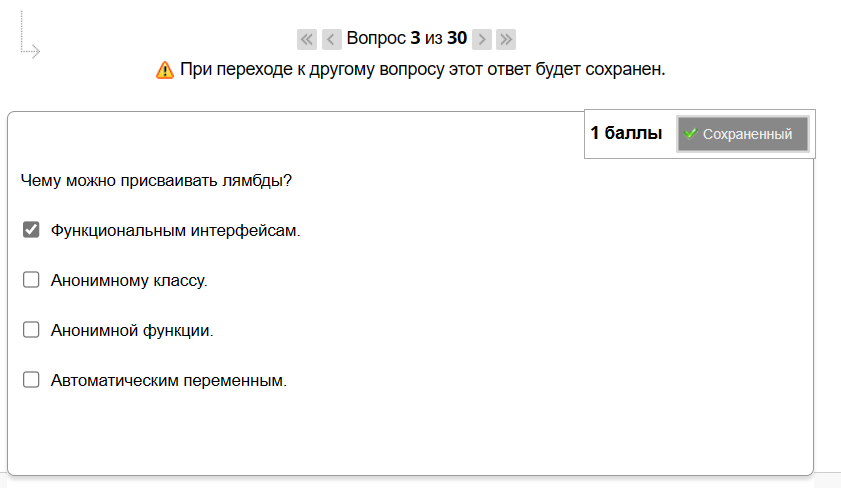 Вопрос 3 из 30
При переходе к другому вопросу этот ответ будет сохранен.
1 баллы
Сохраненный
Чему можно присваивать лямбды?
Функциональным интерфейсам.
Анонимному классу.
Анонимной функции.
Автоматическим переменным.